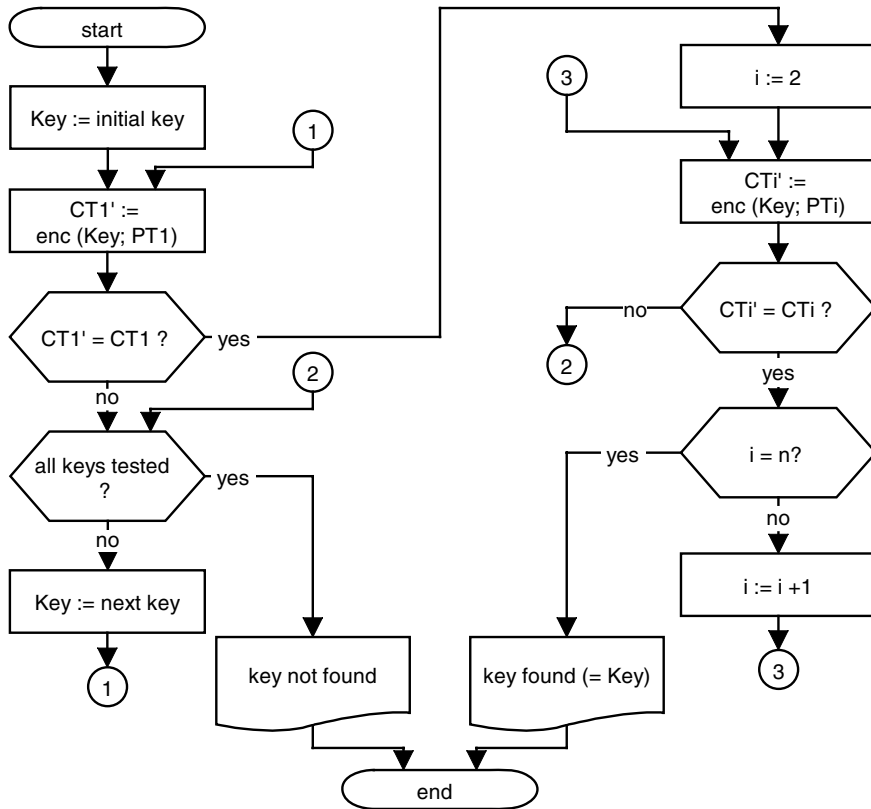 start
Key := initial key
1
CT1' :=
enc (Key; PT1)
CT1' = CT1 ?
yes
no
2
all keys tested
?
yes
no
Key := next key
1
key not found
3
i := 2
CTi' :=
enc (Key; PTi)
CTi' = CTi ?
no
2
yes
i = n?
yes
no
i := i +1
3
key found (= Key)
end